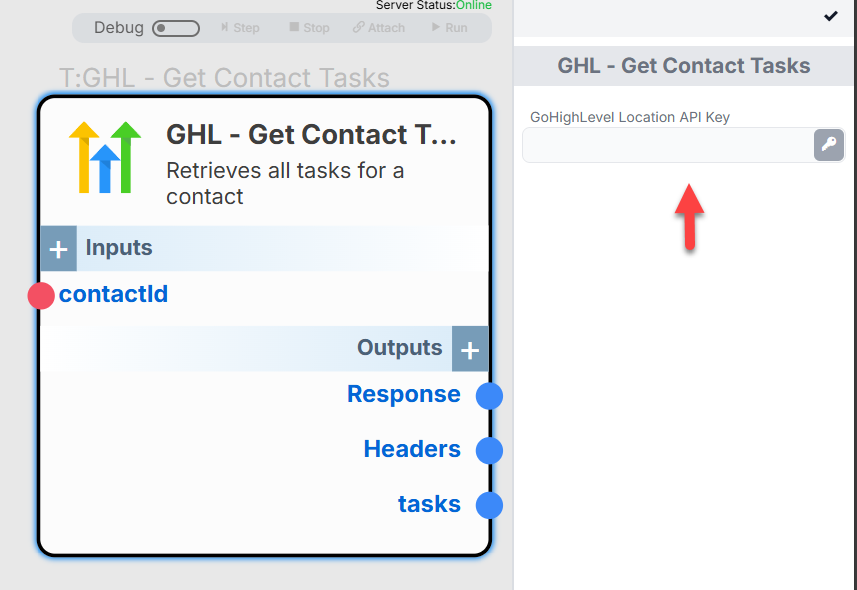 Server Status:Online
Debug Step Stop Attach Run
T:GHL - Get Contact Tasks
GHL - Get Contact T...
Retrieves all tasks for a
contact
Inputs
contactId
Outputs
Response
Headers
tasks
GHL - Get Contact Tasks
GoHighLevel Location API Key